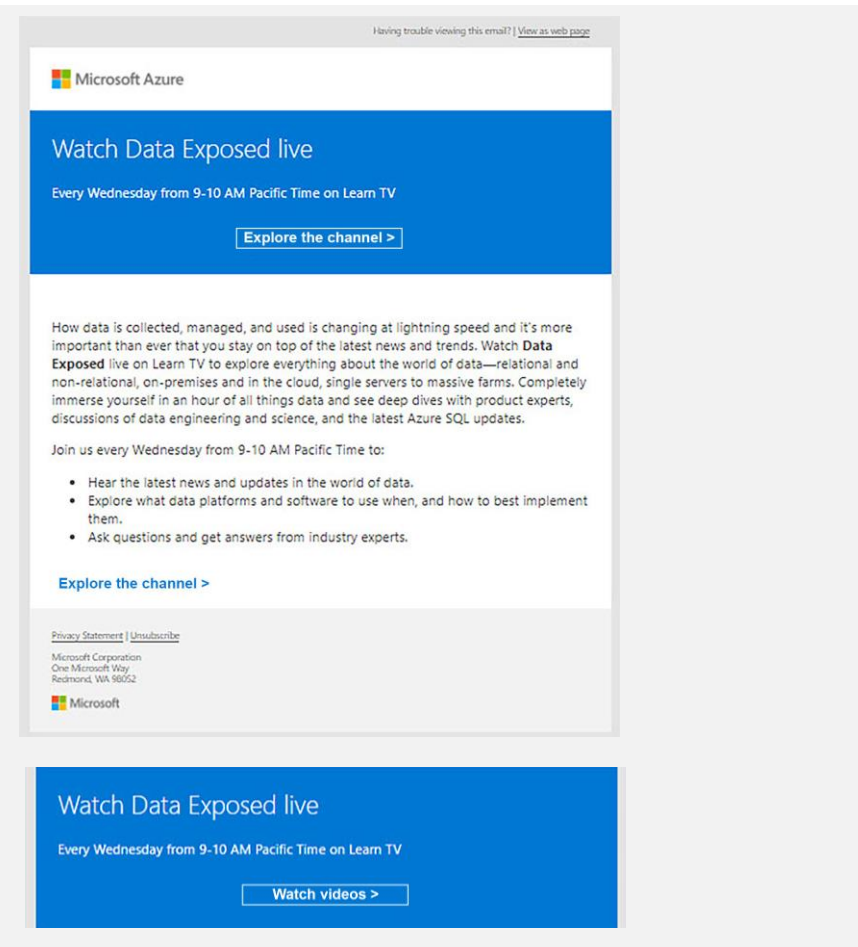 Having trouble viewing this email? | View as web page
Microsoft Azure
Watch Data Exposed live
Every Wednesday from 9-10 AM Pacific Time on Learn TV
Explore the channel >
How data is collected, managed, and used is changing at lightning speed and it's more
important than ever that you stay on top of the latest news and trends. Watch Data
Exposed live on Learn TV to explore everything about the world of data—relational and
non-relational, on-premises and in the cloud, single servers to massive farms. Completely
immerse yourself in an hour of all things data and see deep dives with product experts,
discussions of data engineering and science, and the latest Azure SQL updates.
Join us every Wednesday from 9-10 AM Pacific Time to:
• Hear the latest news and updates in the world of data.
• Explore what data platforms and software to use when, and how to best implement
them.
• Ask questions and get answers from industry experts.
Explore the channel >
Privacy Statement | Unsubscribe
Microsoft Corporation
One Microsoft Way
Redmond, WA 98052
Microsoft
Watch Data Exposed live
Every Wednesday from 9-10 AM Pacific Time on Learn TV
Watch videos >